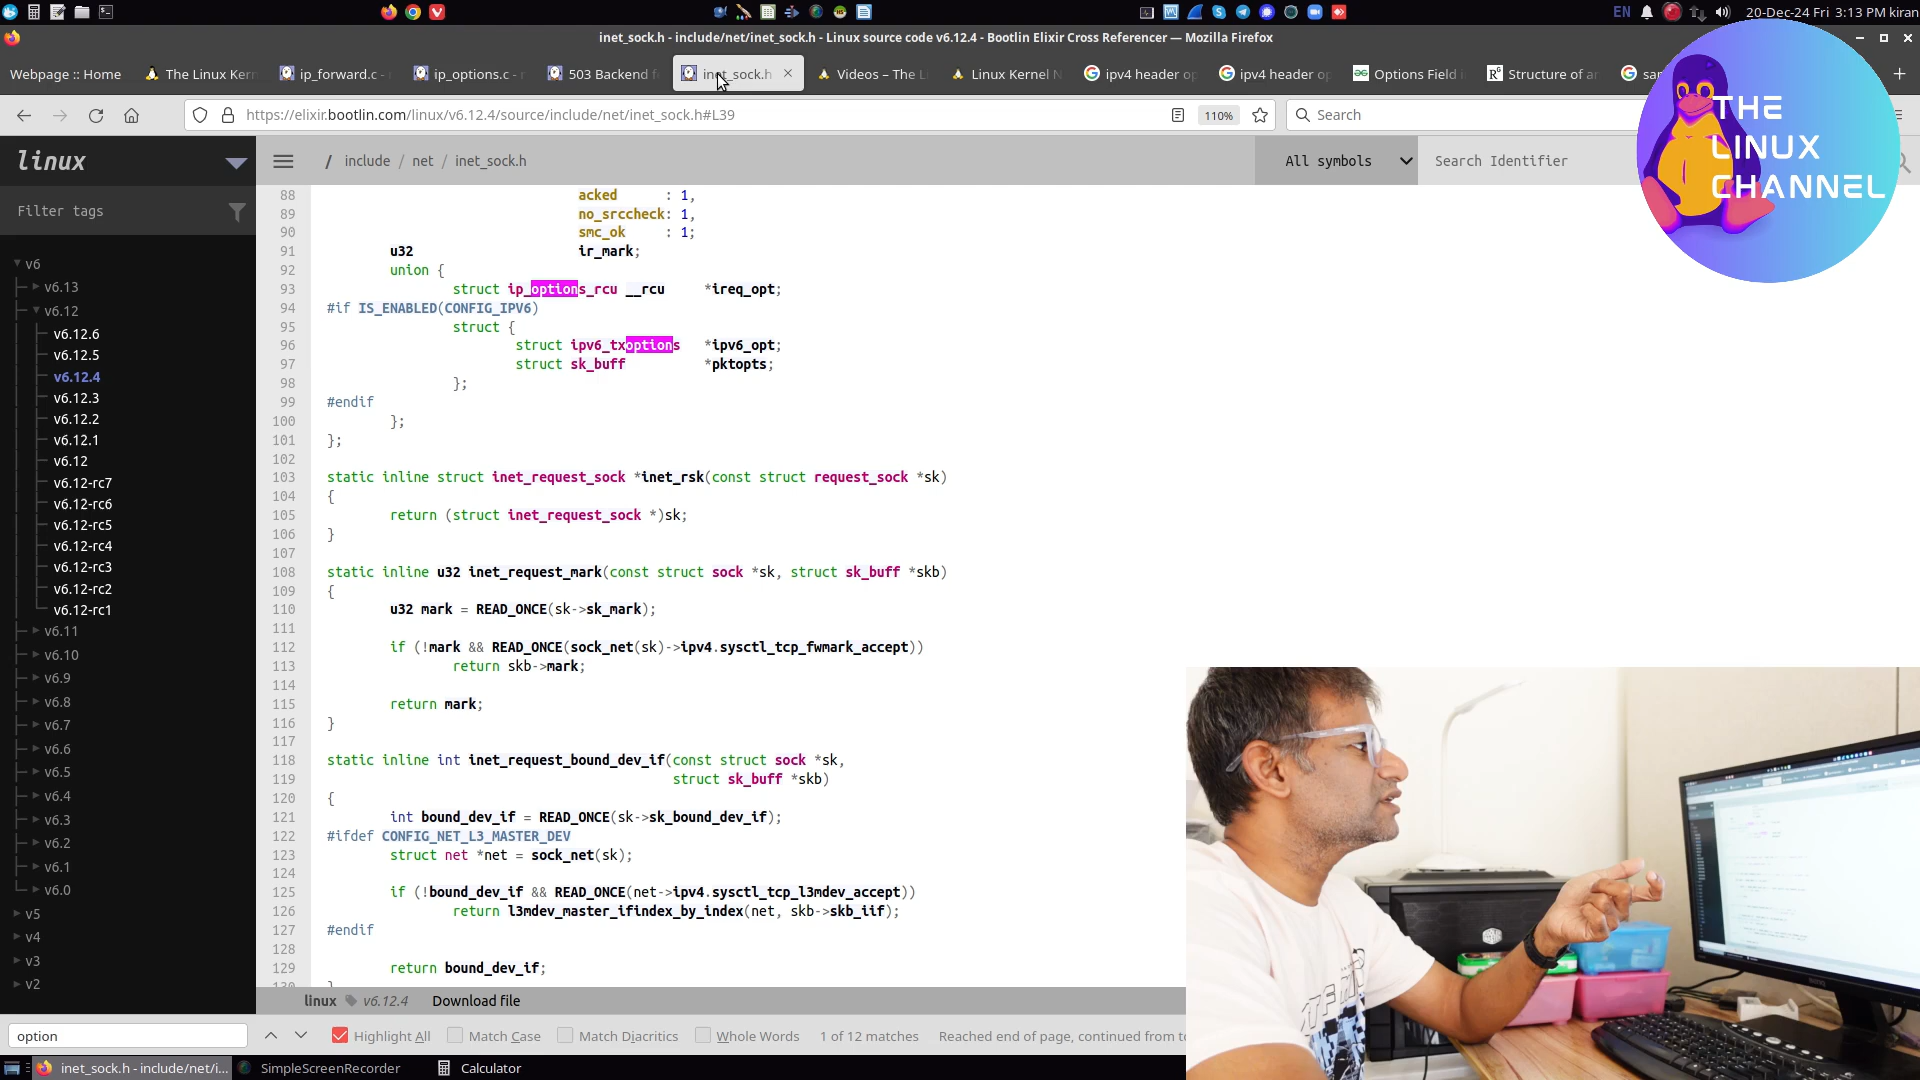 EN
20-Dec-24 Fri 3:13 PM kiran
inet_sock.h - include/net/inet_sock.h - Linux source code v6.12.4 - Bootlin Elixir Cross Referencer — Mozilla Firefox
Webpage :: Home
The Linux Ker
ip_forward.c -
ip_options.c -
503 Backend f
inet_sock.h
Videos – The Li
Linux Kernel N
ipv4 header op
ipv4 header op
Options Field i
Structure of an
sam
https://elixir.bootlin.com/linux/v6.12.4/source/include/net/inet_sock.h#L39
110%
Search
THE
LINUX
CHANNEL
linux
/ include / net / inet_sock.h
All symbols
Search Identifier
Filter tags
v6
v6.13
v6.12
v6.12.6
v6.12.5
v6.12.4
v6.12.3
v6.12.2
v6.12.1
v6.12
v6.12-rc7
v6.12-rc6
v6.12-rc5
v6.12-rc4
v6.12-rc3
v6.12-rc2
v6.12-rc1
v6.11
v6.10
v6.9
v6.8
v6.7
v6.6
v6.5
v6.4
v6.3
v6.2
v6.1
v6.0
v5
v4
v3
v2
88 acked : 1,
89 no_srccheck: 1,
90 smc_ok : 1;
91 u32 ir_mark;
92 union {
93 struct ip_options_rcu __rcu *ireq_opt;
94 #if IS_ENABLED(CONFIG_IPV6)
95 struct {
96 struct ipv6_txoptions *ipv6_opt;
97 struct sk_buff *pktopts;
98 };
99 #endif
100 };
101 };
102
103 static inline struct inet_request_sock *inet_rsk(const struct request_sock *sk)
104 {
105 return (struct inet_request_sock *)sk;
106 }
107
108 static inline u32 inet_request_mark(const struct sock *sk, struct sk_buff *skb)
109 {
110 u32 mark = READ_ONCE(sk->sk_mark);
111
112 if (!mark && READ_ONCE(sock_net(sk)->ipv4.sysctl_tcp_fwmark_accept))
113 return skb->mark;
114
115 return mark;
116 }
117
118 static inline int inet_request_bound_dev_if(const struct sock *sk,
119 struct sk_buff *skb)
120 {
121 int bound_dev_if = READ_ONCE(sk->sk_bound_dev_if);
122 #ifdef CONFIG_NET_L3_MASTER_DEV
123 struct net *net = sock_net(sk);
124
125 if (!bound_dev_if && READ_ONCE(net->ipv4.sysctl_tcp_l3mdev_accept))
126 return l3mdev_master_ifindex_by_index(net, skb->skb_iif);
127 #endif
128
129 return bound_dev_if;
130 }
linux v6.12.4 Download file
option
Highlight All
Match Case
Match Diacritics
Whole Words
1 of 12 matches
Reached end of page, continued from to
inet_sock.h - include/net/i...
SimpleScreenRecorder
Calculator